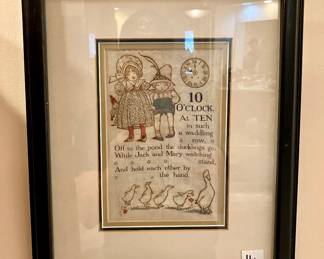 10
O'CLOCK.
At TEN
in such
a waddling
row,
Off to the pond the ducklings go;
While Jack and Mary watching
stand,
And hold each other by
the hand.